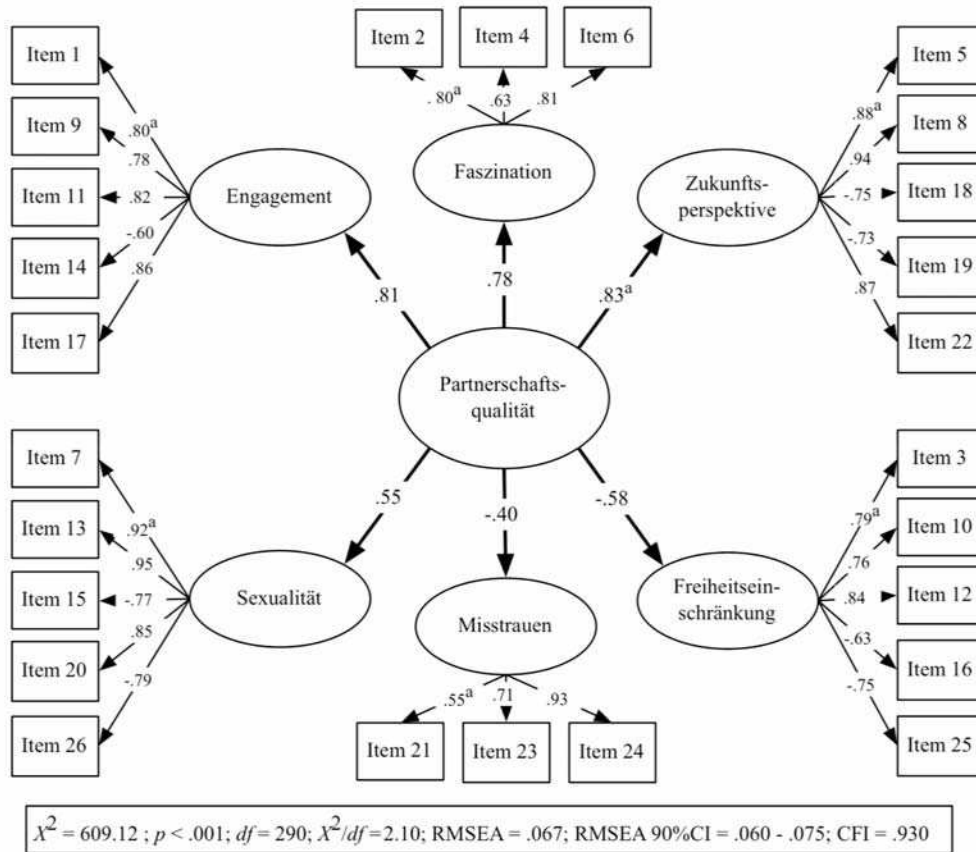 Item 1
.80a
Item 9
.78
Item 11
.82
Item 14
-.60
Item 17
.86
Engagement
.81
Item 2
Item 4
Item 6
.80a
.63
.81
Faszination
.78
Item 5
.88a
Item 8
.94
Item 18
-.75
Item 19
-.73
Item 22
.87
Zukunfts-
perspektive
.83a
Partnerschafts-
qualität
Item 7
.92a
Item 13
.95
Item 15
-.77
Item 20
.85
Item 26
-.79
Sexualität
.55
-.40
Misstrauen
.55a
.71
.93
Item 21
Item 23
Item 24
-.58
Freiheitsein-
schränkung
Item 3
.79a
Item 10
.76
Item 12
.84
Item 16
-.63
Item 25
-.75
X2 = 609.12 ; p < .001; df = 290; X2/df =2.10; RMSEA = .067; RMSEA 90%CI = .060 - .075; CFI = .930